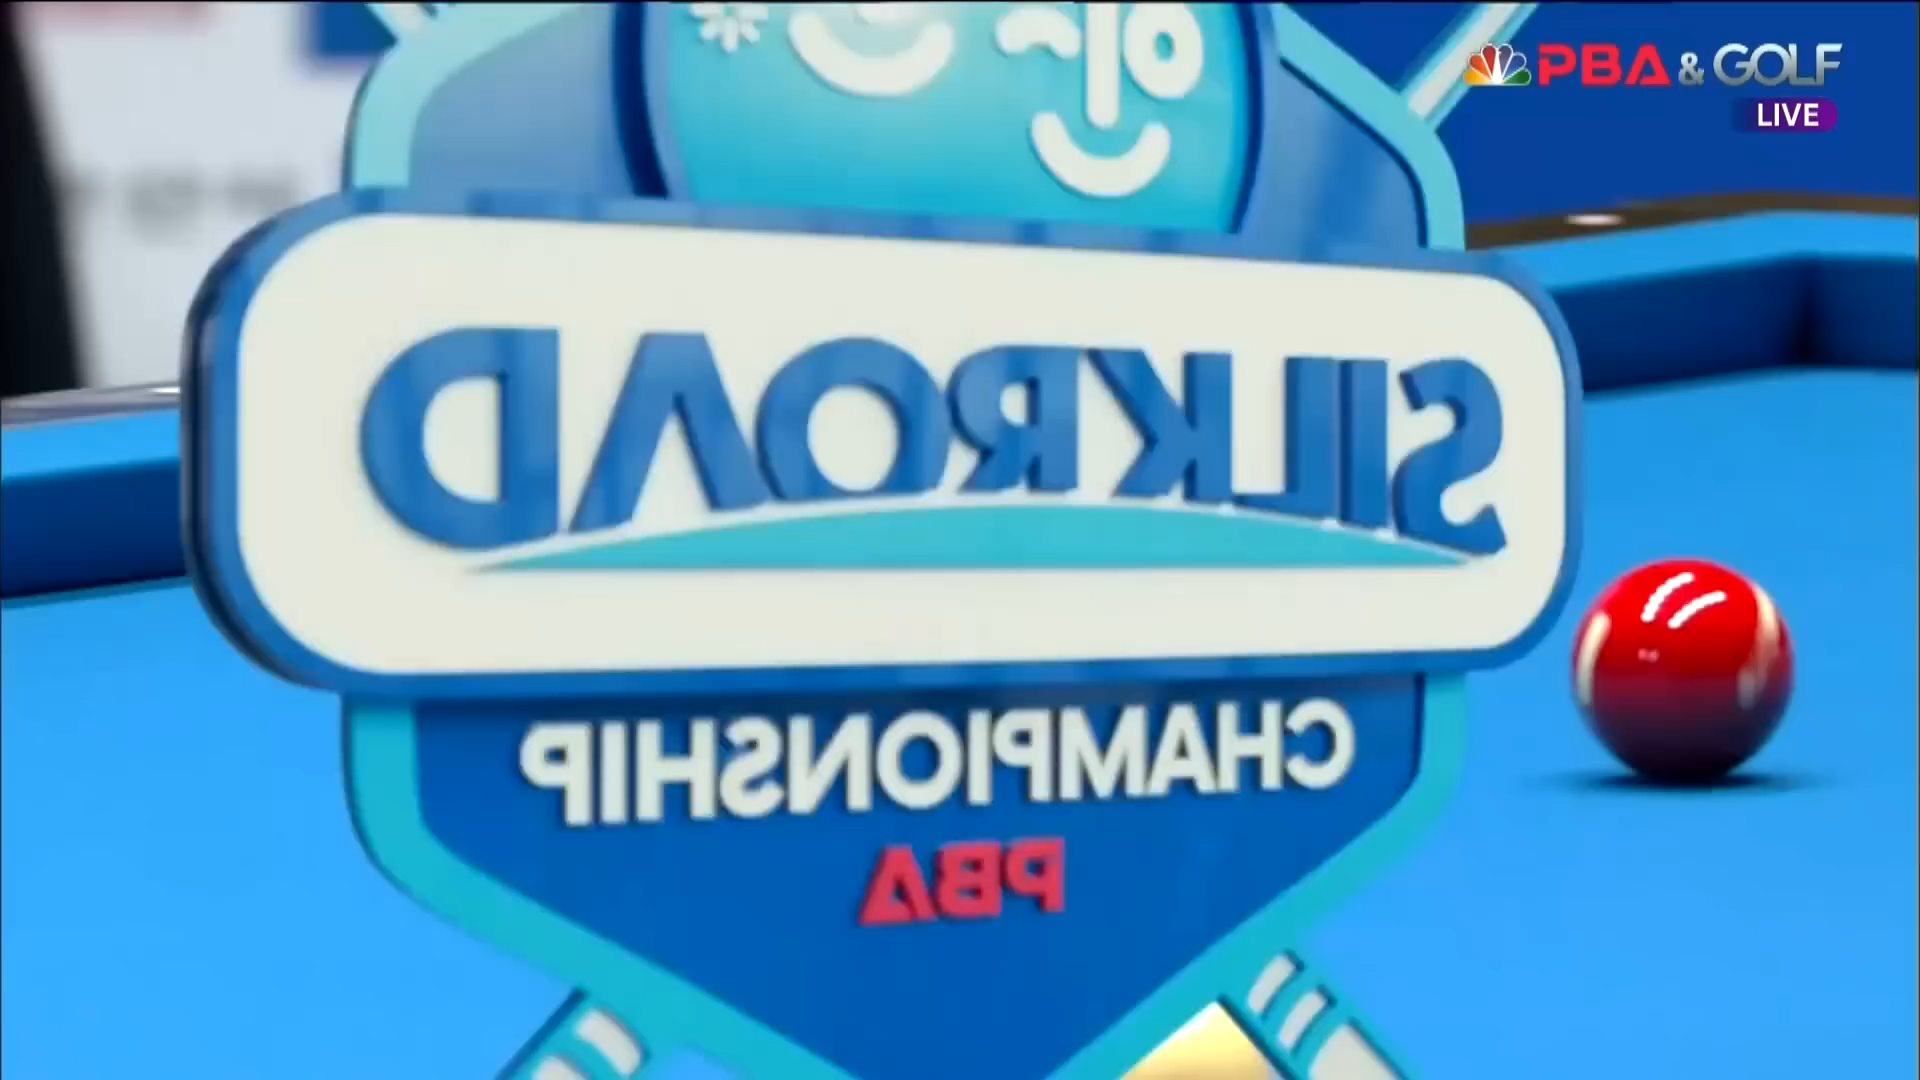 PBA & GOLF
LIVE
SILKROAD
CHAMPIONSHIP
PBA